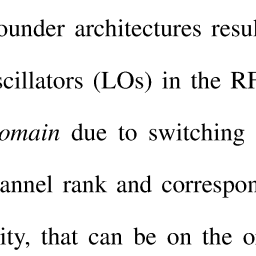 ounder architectures resul
scillators (LOs) in the RF
omain due to switching
annel rank and correspon
ity, that can be on the o